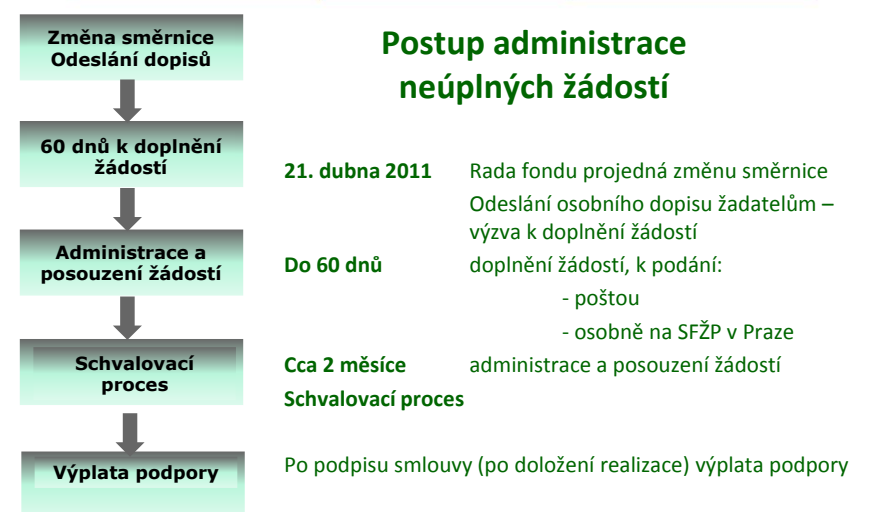 Změna směrnice
Odeslání dopisů
60 dnů k doplnění
žádostí
Administrace a
posouzení žádostí
Schvalovací
proces
Výplata podpory
Postup administrace
neúplných žádostí
21. dubna 2011 Rada fondu projedná změnu směrnice
Odeslání osobního dopisu žadatelům –
výzva k doplnění žádostí
Do 60 dnů doplnění žádostí, k podání:
- poštou
- osobně na SFŽP v Praze
Cca 2 měsíce administrace a posouzení žádostí
Schvalovací proces
Po podpisu smlouvy (po doložení realizace) výplata podpory